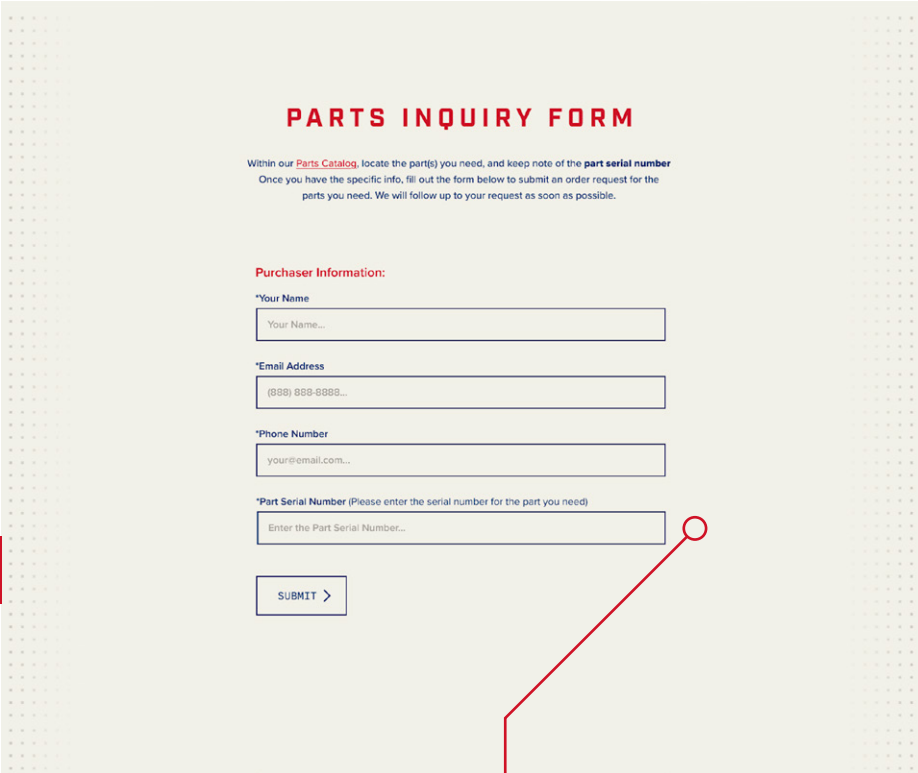 PARTS INQUIRY FORM
Within our Parts Catalog, locate the part(s) you need, and keep note of the part serial number
Once you have the specific info, fill out the form below to submit an order request for the
parts you need. We will follow up to your request as soon as possible.
Purchaser Information:
*Your Name
Your Name...
*Email Address
(888) 888-8888...
*Phone Number
your@email.com...
*Part Serial Number (Please enter the serial number for the part you need)
Enter the Part Serial Number...
SUBMIT